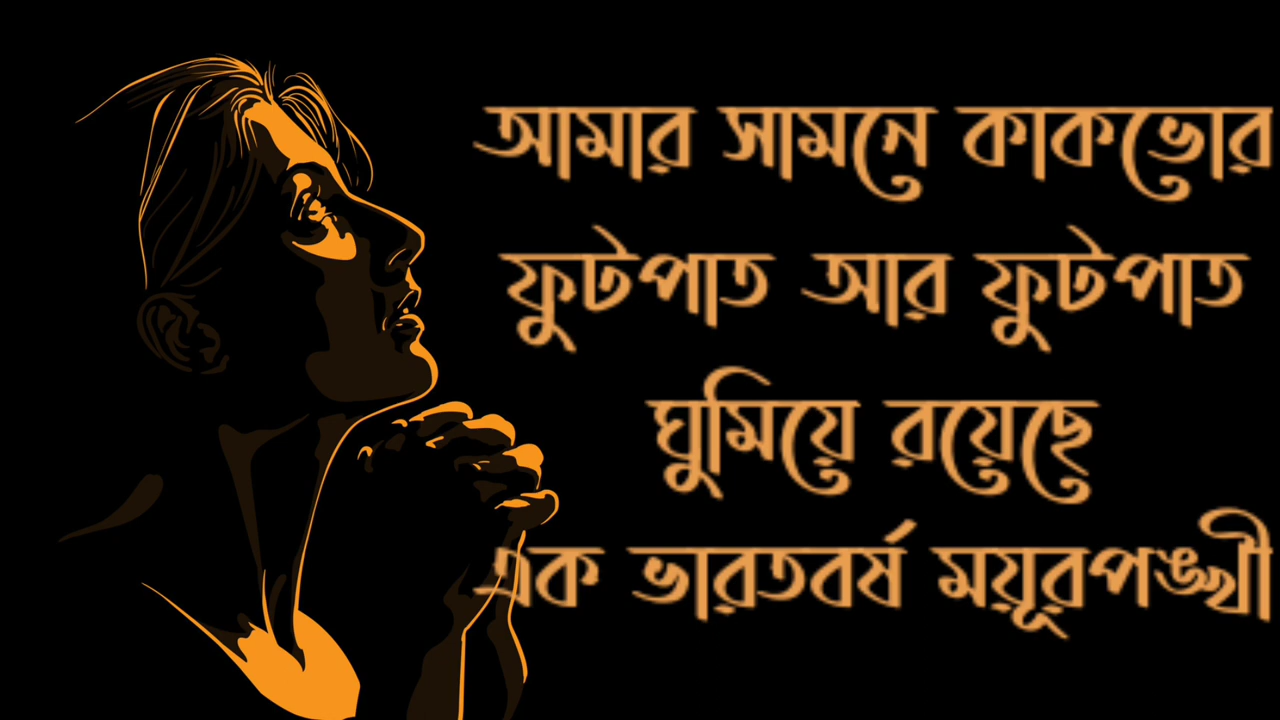 আমার সামনে কাকভোর
ফুটপাত আর ফুটপাত
ঘুমিয়ে রয়েছে
এক ভারতবর্ষ ময়ূরপঙ্খী